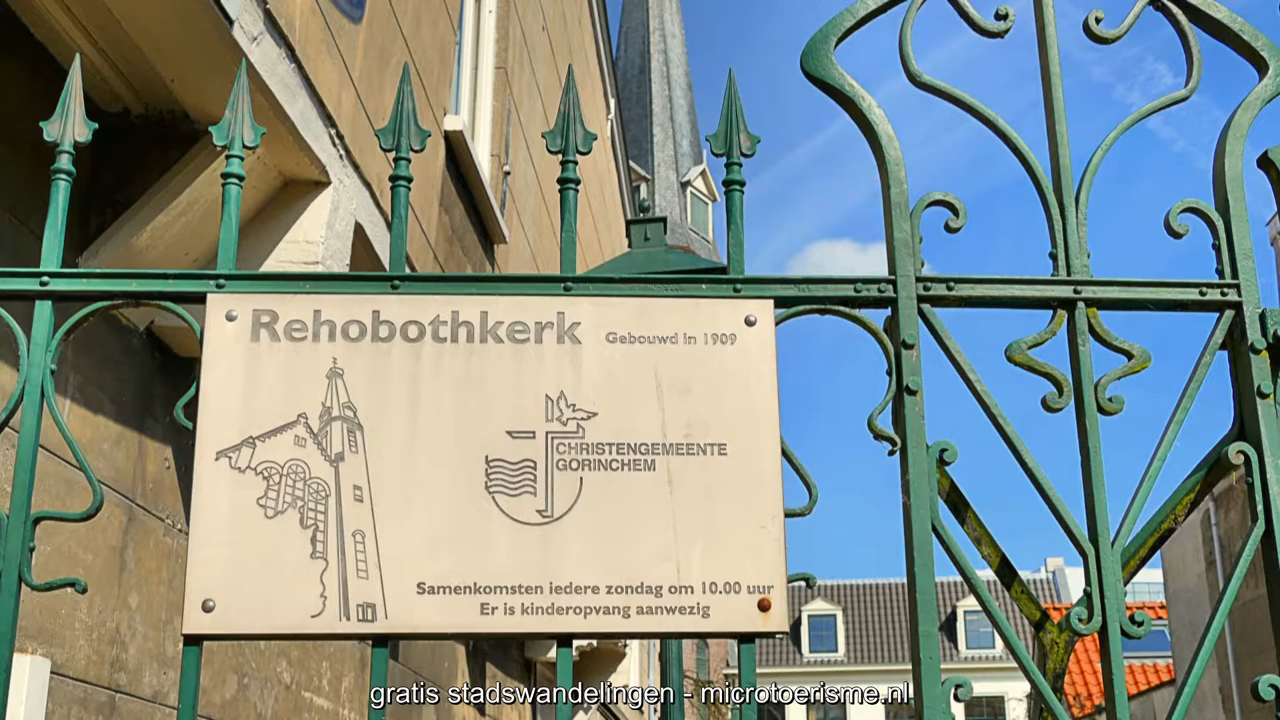 Rehobothkerk Gebouwd in 1909
CHRISTENGEMEENTE
GORINCHEM
Samenkomsten iedere zondag om 10.00 uur
Er is kinderopvang aanwezig
gratis stadswandelingen - microtoerisme.nl